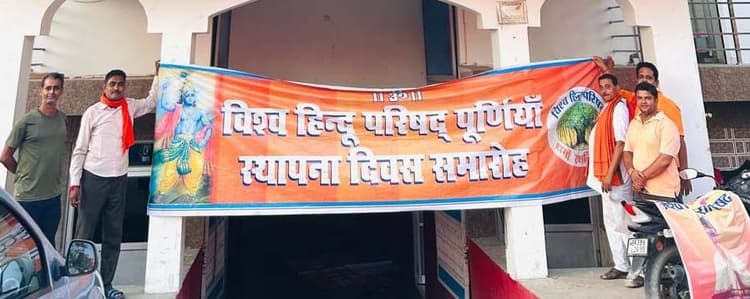 ॥ ॐ ॥
विश्व हिन्दू परिषद् पूर्णियाँ
स्थापना दिवस समारोह
विश्व हिन्दू परिषद